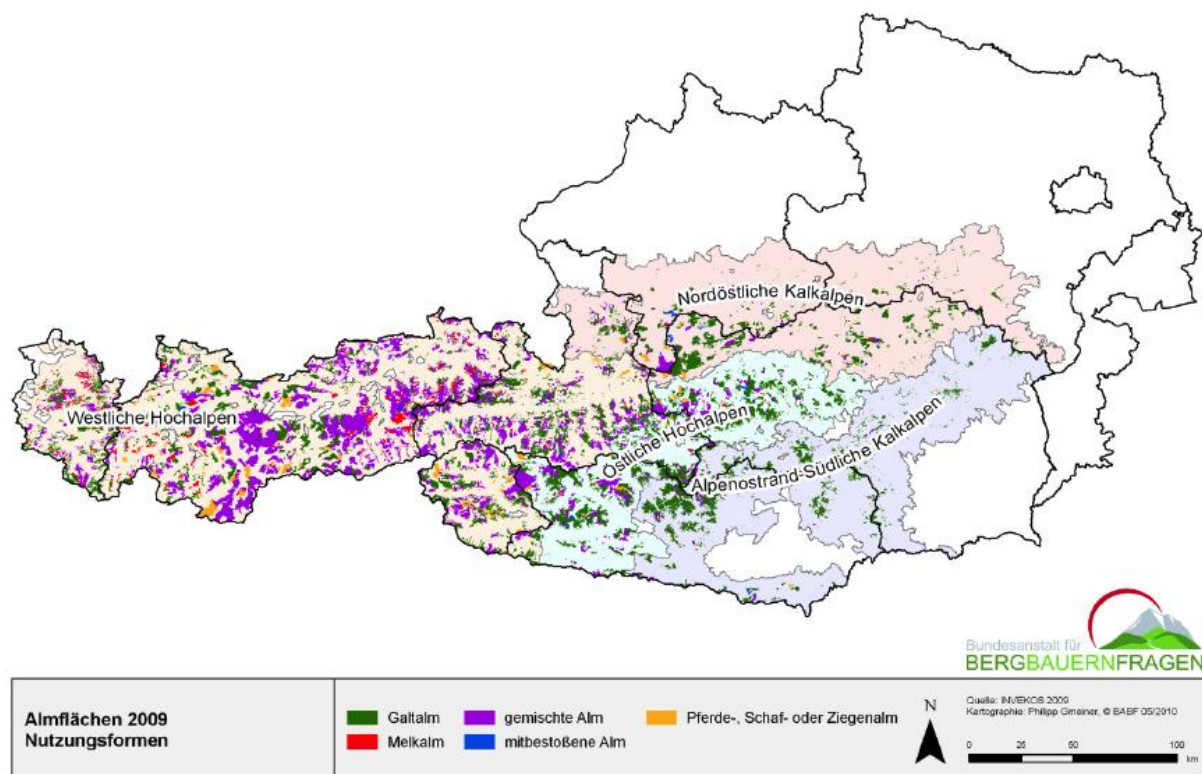 Nordöstliche Kalkalpen
Westliche Hochalpen
Östliche Hochalpen
Alpenostrand-Südliche Kalkalpen
Bundesanstalt für
BERGBAUERNFRAGEN
Almflächen 2009
Nutzungsformen
Galtalm
gemischte Alm
Pferde-, Schaf- oder Ziegenalm
Melkalm
mitbestoßene Alm
N
Quelle: INVEKOS 2009
Kartographie: Philipp Gmeiner, © BABF 05/2010
0 25 50 100
km